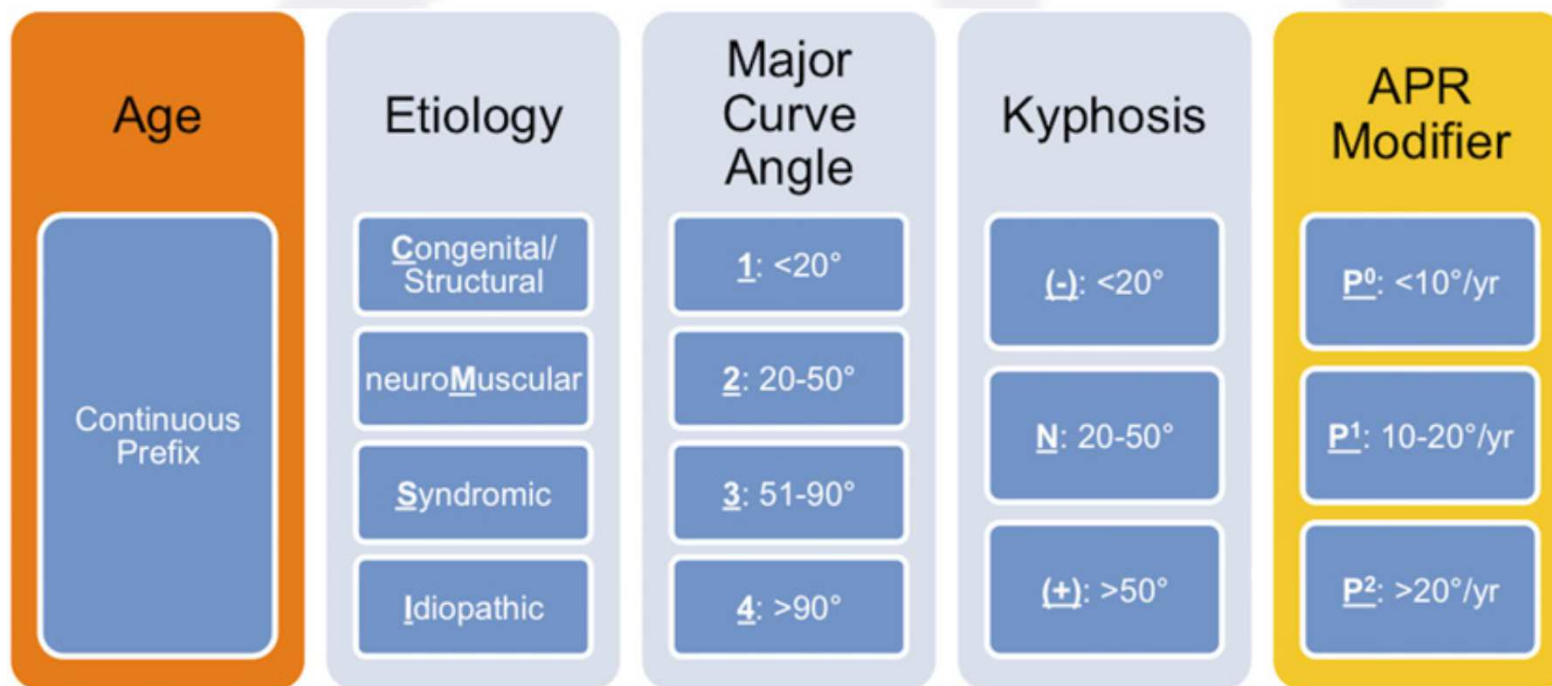 Age
Continuous
Prefix
Etiology
Congenital/
Structural
neuroMuscular
Syndromic
Idiopathic
Major
Curve
Angle
1: <20°
2: 20-50°
3: 51-90°
4: >90°
Kyphosis
(-): <20°
N: 20-50°
(+): >50°
APR
Modifier
P⁰: <10°/yr
P¹: 10-20°/yr
P²: >20°/yr